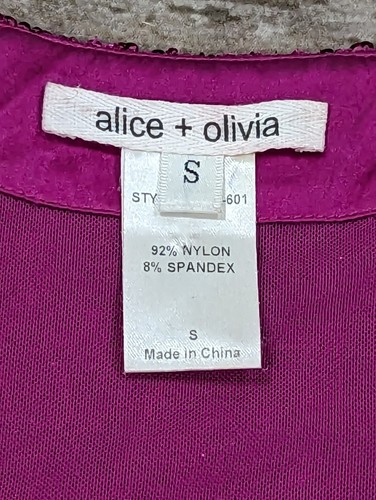 alice + olivia
S
STY -601
92% NYLON
8% SPANDEX
S
Made in China